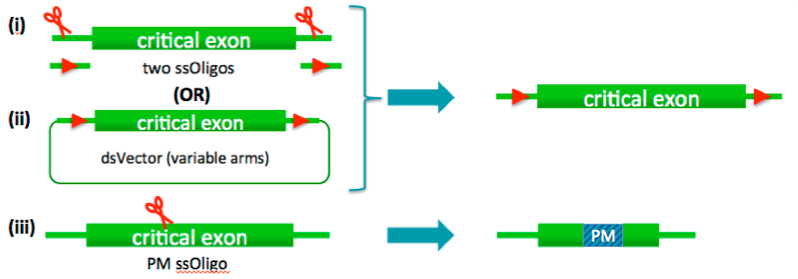 (i)
critical exon
two ssOligos
(OR)
critical exon
(ii)
critical exon
dsVector (variable arms)
(iii)
critical exon
PM
PM ssOligo